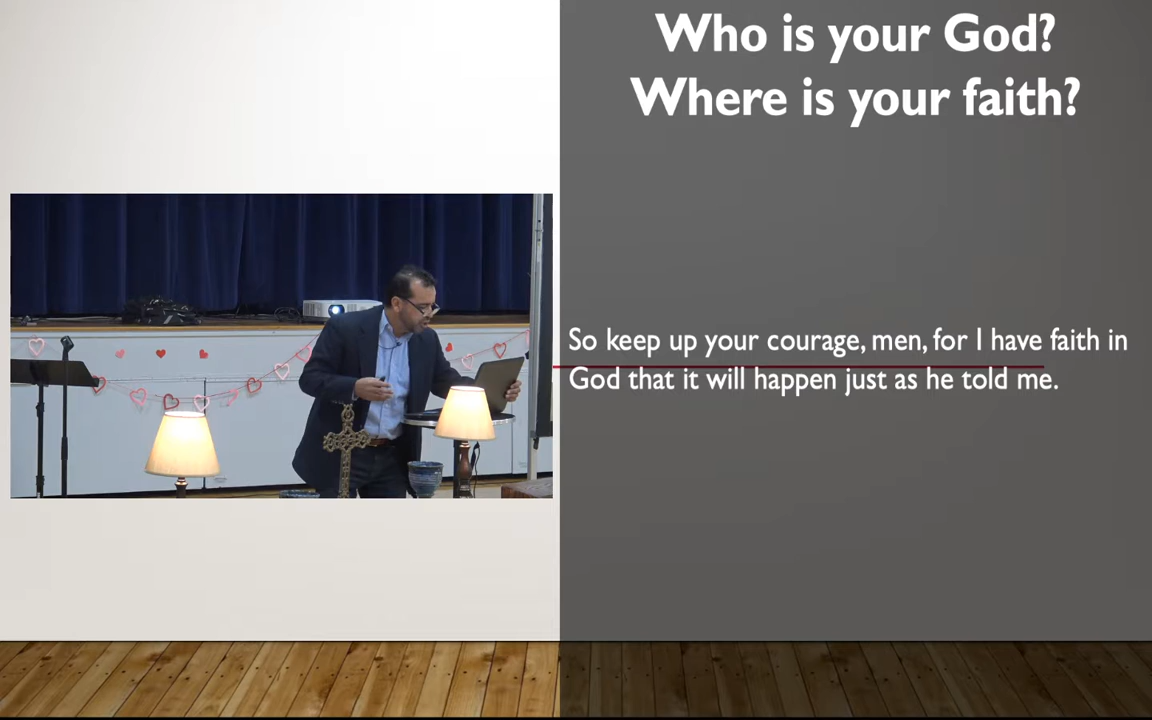 Who is your God?
Where is your faith?
So keep up your courage, men, for I have faith in
God that it will happen just as he told me.